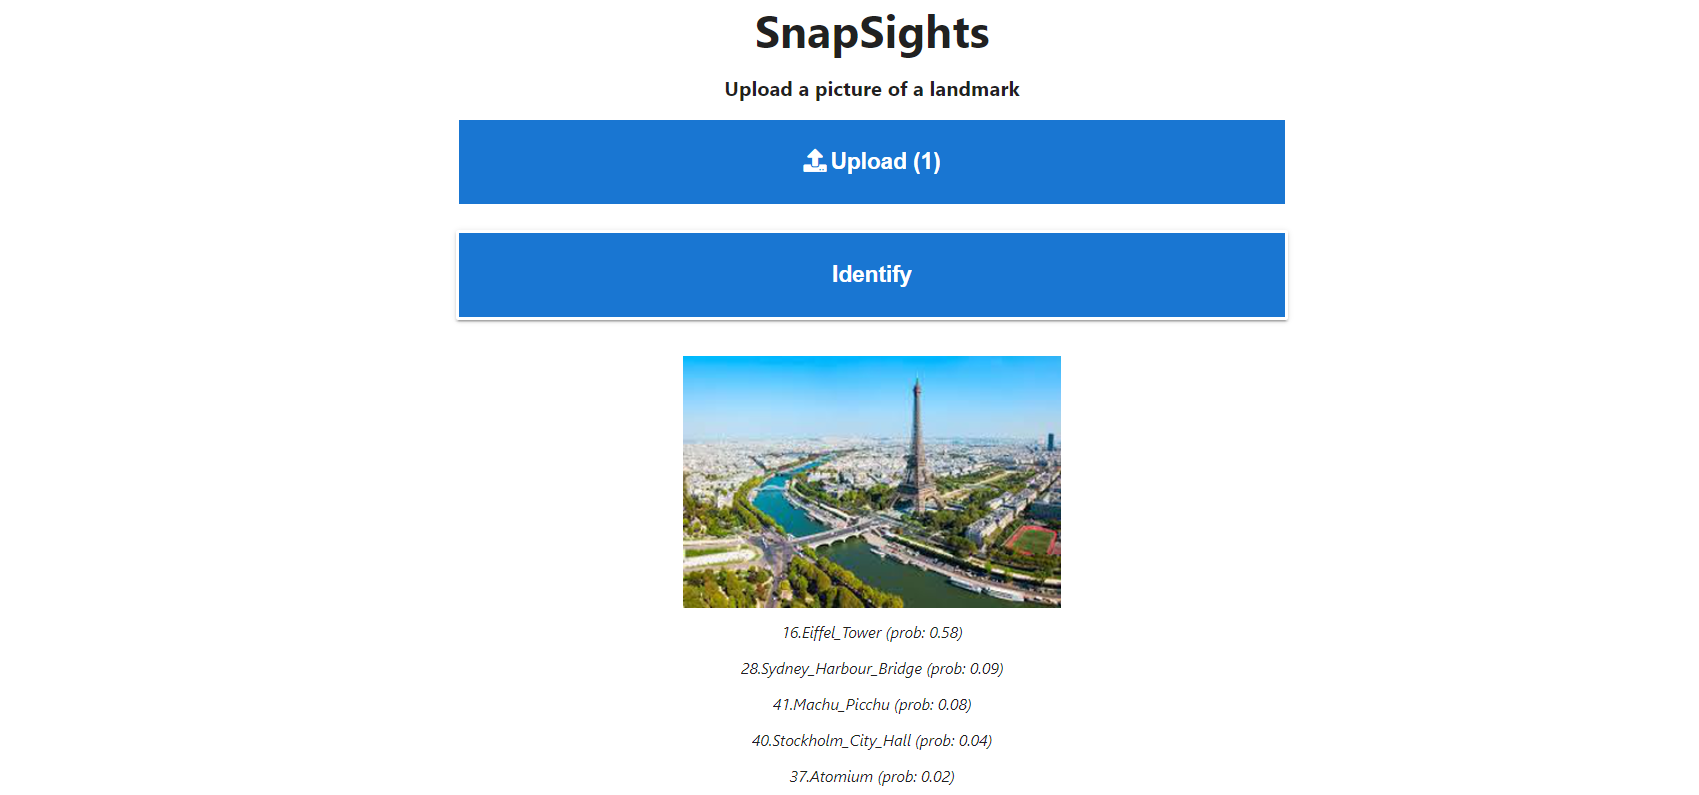 SnapSights
Upload a picture of a landmark
Upload (1)
Identify
16.Eiffel_Tower (prob: 0.58)
28.Sydney_Harbour_Bridge (prob: 0.09)
41.Machu_Picchu (prob: 0.08)
40.Stockholm_City_Hall (prob: 0.04)
37.Atomium (prob: 0.02)